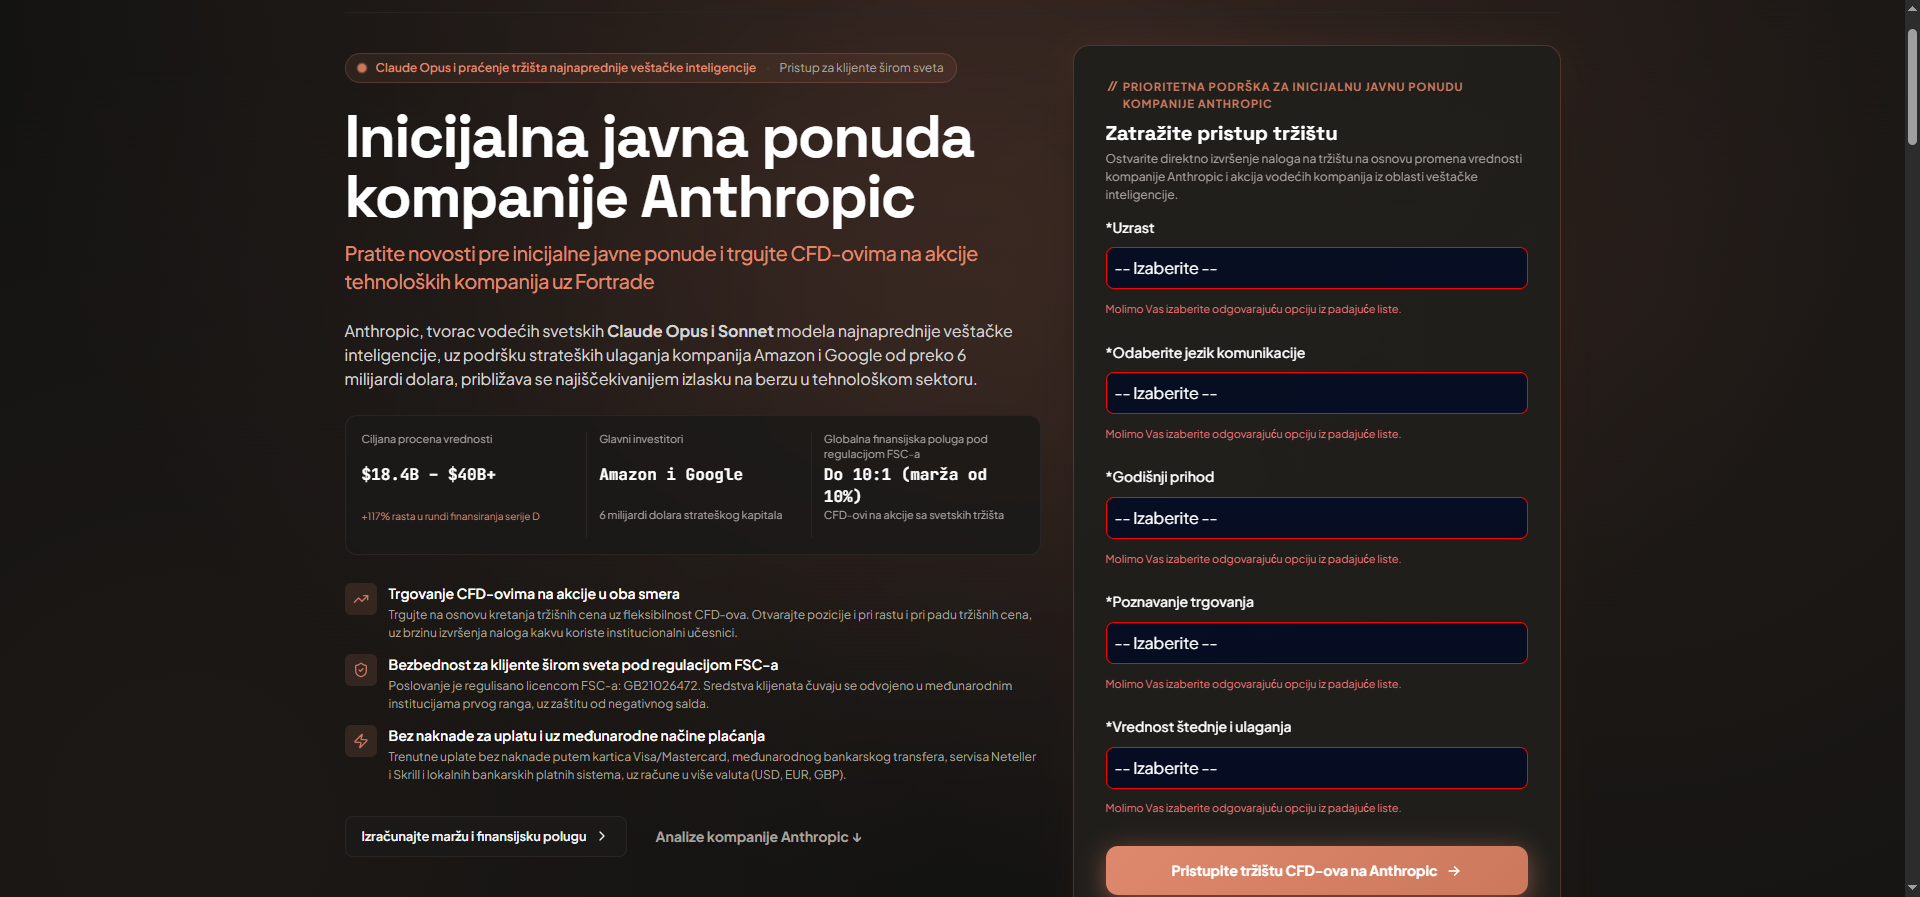 Claude Opus i praćenje tržišta najnaprednije veštačke inteligencije
Pristup za klijente širom sveta
Inicijalna javna ponuda
kompanije Anthropic
Pratite novosti pre inicijalne javne ponude i trgujte CFD-ovima na akcije
tehnoloških kompanija uz Fortrade
Anthropic, tvorac vodećih svetskih Claude Opus i Sonnet modela najnaprednije veštačke
inteligencije, uz podršku strateških ulaganja kompanija Amazon i Google od preko 6
milijardi dolara, približava se najiščekivanijem izlasku na berzu u tehnološkom sektoru.
Ciljana procena vrednosti
$18.4B – $40B+
+117% rasta u rundi finansiranja serije D
Glavni investitori
Amazon i Google
6 milijardi dolara strateškog kapitala
Globalna finansijska poluga pod
regulacijom FSC-a
Do 10:1 (marža od
10%)
CFD-ovi na akcije sa svetskih tržišta
Trgovanje CFD-ovima na akcije u oba smera
Trgujte na osnovu kretanja tržišnih cena uz fleksibilnost CFD-ova. Otvarajte pozicije i pri rastu i pri padu tržišnih cena,
uz brzinu izvršenja naloga kakvu koriste institucionalni učesnici.
Bezbednost za klijente širom sveta pod regulacijom FSC-a
Poslovanje je regulisano licencom FSC-a: GB21026472. Sredstva klijenata čuvaju se odvojeno u međunarodnim
institucijama prvog ranga, uz zaštitu od negativnog salda.
Bez naknade za uplatu i uz međunarodne načine plaćanja
Trenutne uplate bez naknade putem kartica Visa/Mastercard, međunarodnog bankarskog transfera, servisa Neteller
i Skrill i lokalnih bankarskih platnih sistema, uz račune u više valuta (USD, EUR, GBP).
Izračunajte maržu i finansijsku polugu
Analize kompanije Anthropic ↓
// PRIORITETNA PODRŠKA ZA INICIJALNU JAVNU PONUDU
KOMPANIJE ANTHROPIC
Zatražite pristup tržištu
Ostvarite direktno izvršenje naloga na tržištu na osnovu promena vrednosti
kompanije Anthropic i akcija vodećih kompanija iz oblasti veštačke
inteligencije.
*Uzrast
-- Izaberite --
Molimo Vas izaberite odgovarajuću opciju iz padajuće liste.
*Odaberite jezik komunikacije
-- Izaberite --
Molimo Vas izaberite odgovarajuću opciju iz padajuće liste.
*Godišnji prihod
-- Izaberite --
Molimo Vas izaberite odgovarajuću opciju iz padajuće liste.
*Poznavanje trgovanja
-- Izaberite --
Molimo Vas izaberite odgovarajuću opciju iz padajuće liste.
*Vrednost štednje i ulaganja
-- Izaberite --
Molimo Vas izaberite odgovarajuću opciju iz padajuće liste.
Pristupite tržištu CFD-ova na Anthropic →